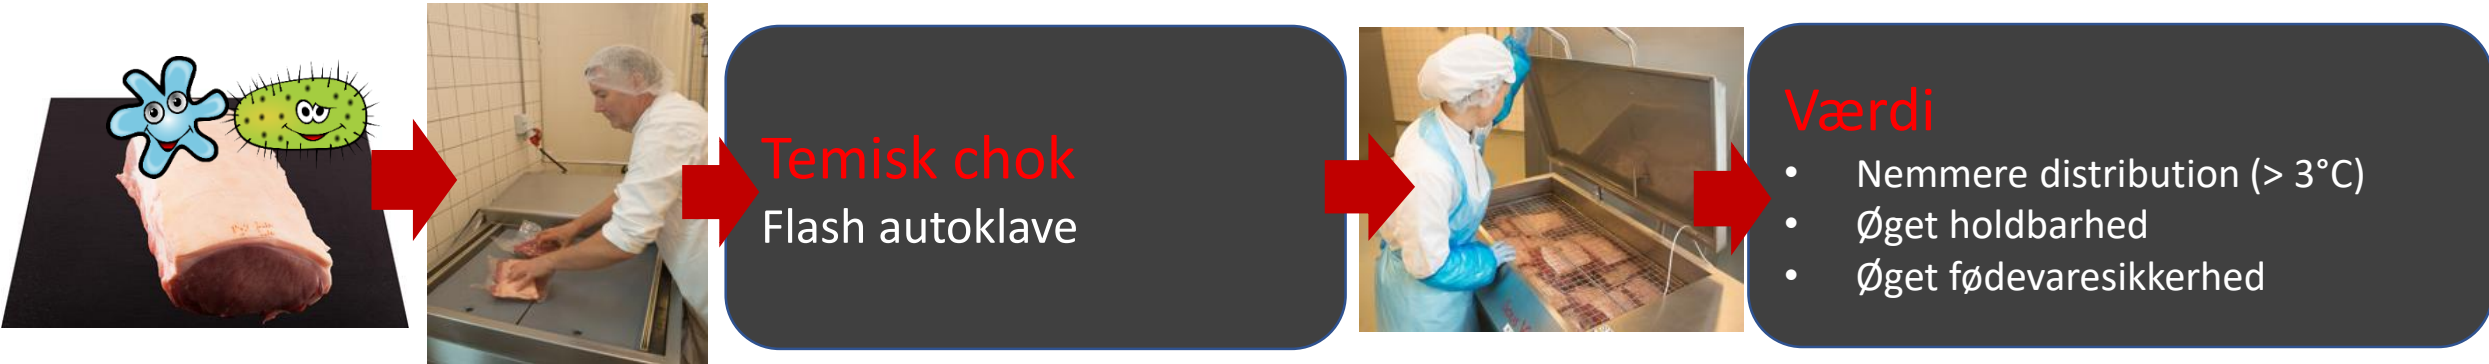 Temisk chok
Flash autoklave
Værdi
• Nemmere distribution (> 3°C)
• Øget holdbarhed
• Øget fødevaresikkerhed